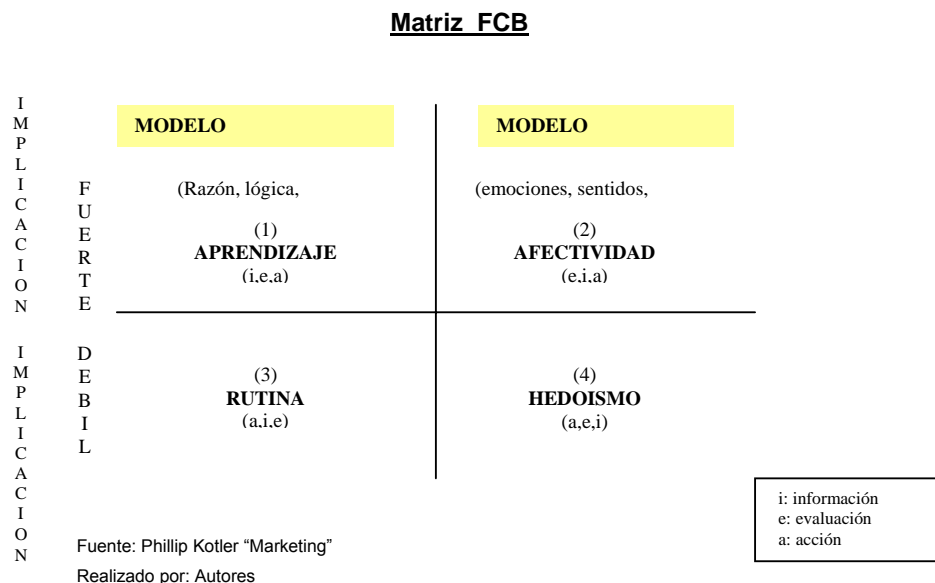 Matriz FCB
IMPLICACION
FUERTE
MODELO
(Razón, lógica,
(1)
APRENDIZAJE
(i,e,a)
MODELO
(emociones, sentidos,
(2)
AFECTIVIDAD
(e,i,a)
IMPLICACION
DEBIL
(3)
RUTINA
(a,i,e)
(4)
HEDOISMO
(a,e,i)
i: información
e: evaluación
a: acción
Fuente: Phillip Kotler “Marketing”
Realizado por: Autores